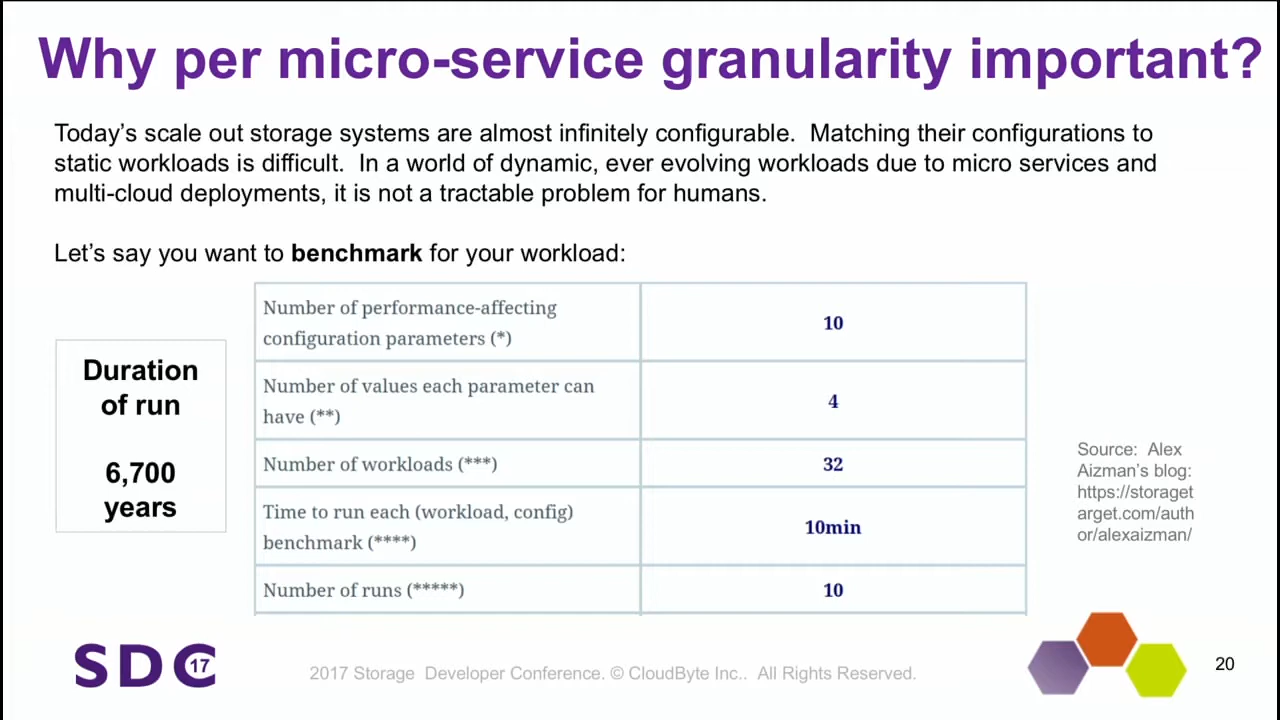 Why per micro-service granularity important?
Today's scale out storage systems are almost infinitely configurable.  Matching their configurations to
static workloads is difficult.  In a world of dynamic, ever evolving workloads due to micro services and
multi-cloud deployments, it is not a tractable problem for humans.
Let's say you want to benchmark for your workload:
Duration
of run
6,700
years
Number of performance-affecting
configuration parameters (*)
10
Number of values each parameter can
have (**)
4
Number of workloads (***)
32
Time to run each (workload, config)
benchmark (****)
10min
Number of runs (*****)
10
Source:  Alex
Aizman's blog:
https://storaget
arget.com/auth
or/alexaizman/
SDC 17
2017 Storage  Developer Conference. © CloudByte Inc..  All Rights Reserved.
20